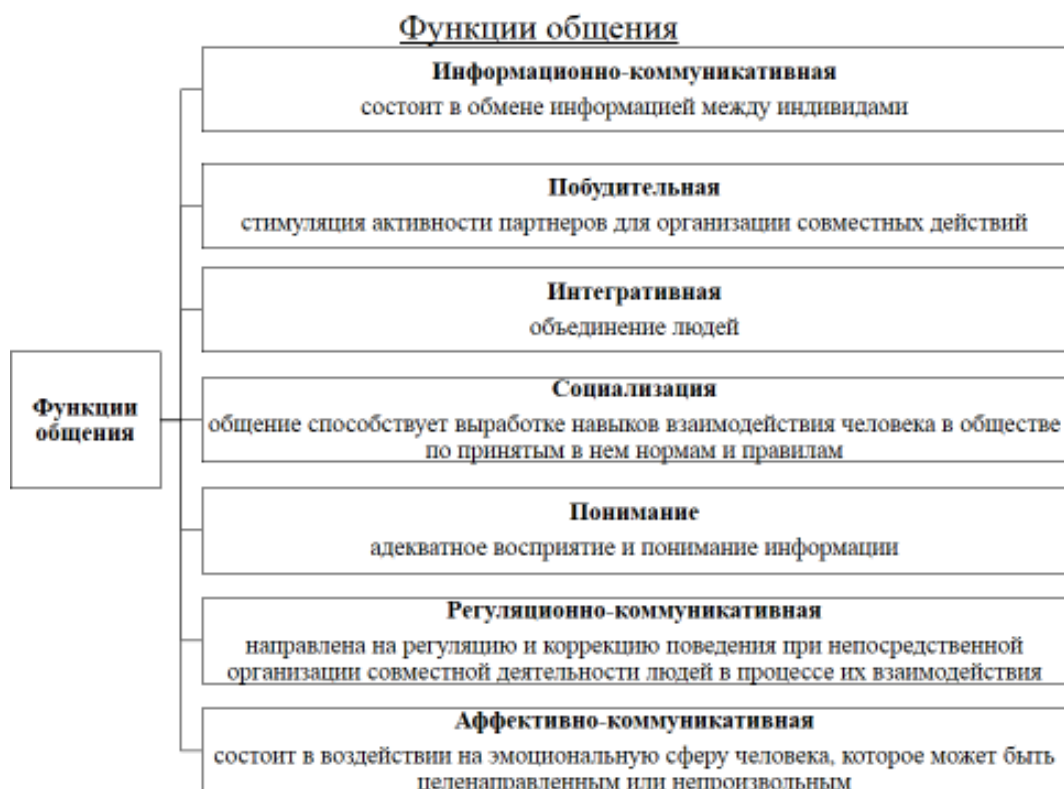 Функции общения
Информационно-коммуникативная
состоит в обмене информацией между индивидами
Побудительная
стимуляция активности партнеров для организации совместных действий
Интегративная
объединение людей
Социализация
общение способствует выработке навыков взаимодействия человека в обществе
по принятым в нем нормам и правилам
Функции
общения
Понимание
адекватное восприятие и понимание информации
Регуляционно-коммуникативная
направлена на регуляцию и коррекцию поведения при непосредственной
организации совместной деятельности людей в процессе их взаимодействия
Аффективно-коммуникативная
состоит в воздействии на эмоциональную сферу человека, которое может быть
целенаправленным или непроизвольным